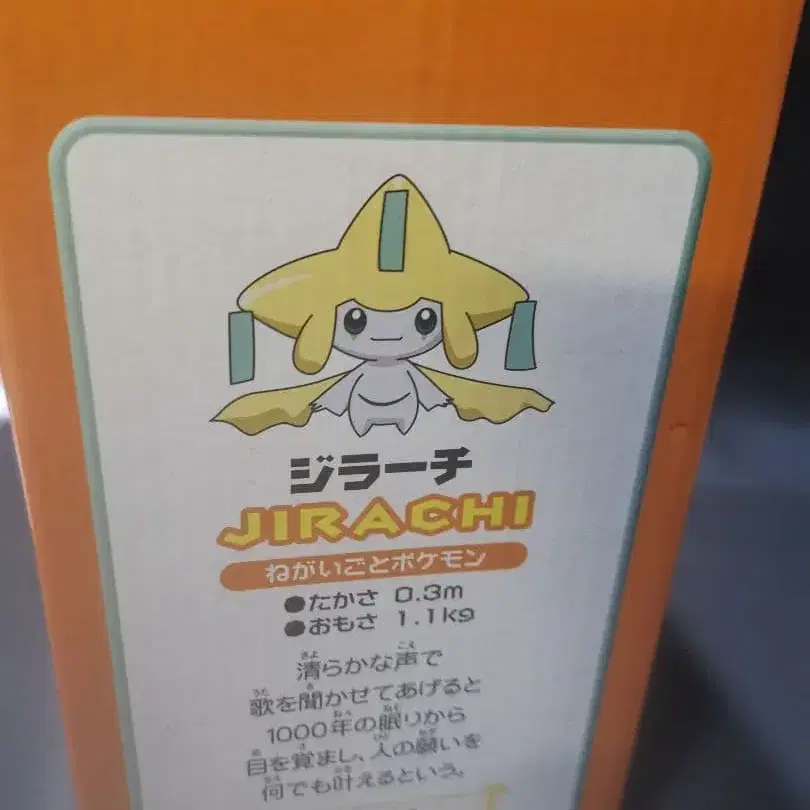 ジラーチ
JIRACHI
ねがいごとポケモン
●たかさ 0.3m
●おもさ 1.1kg
清らかな声で
歌を聞かせてあげると
1000年の眠りから
目を覚まし、人の願いを
何でも叶えるという。